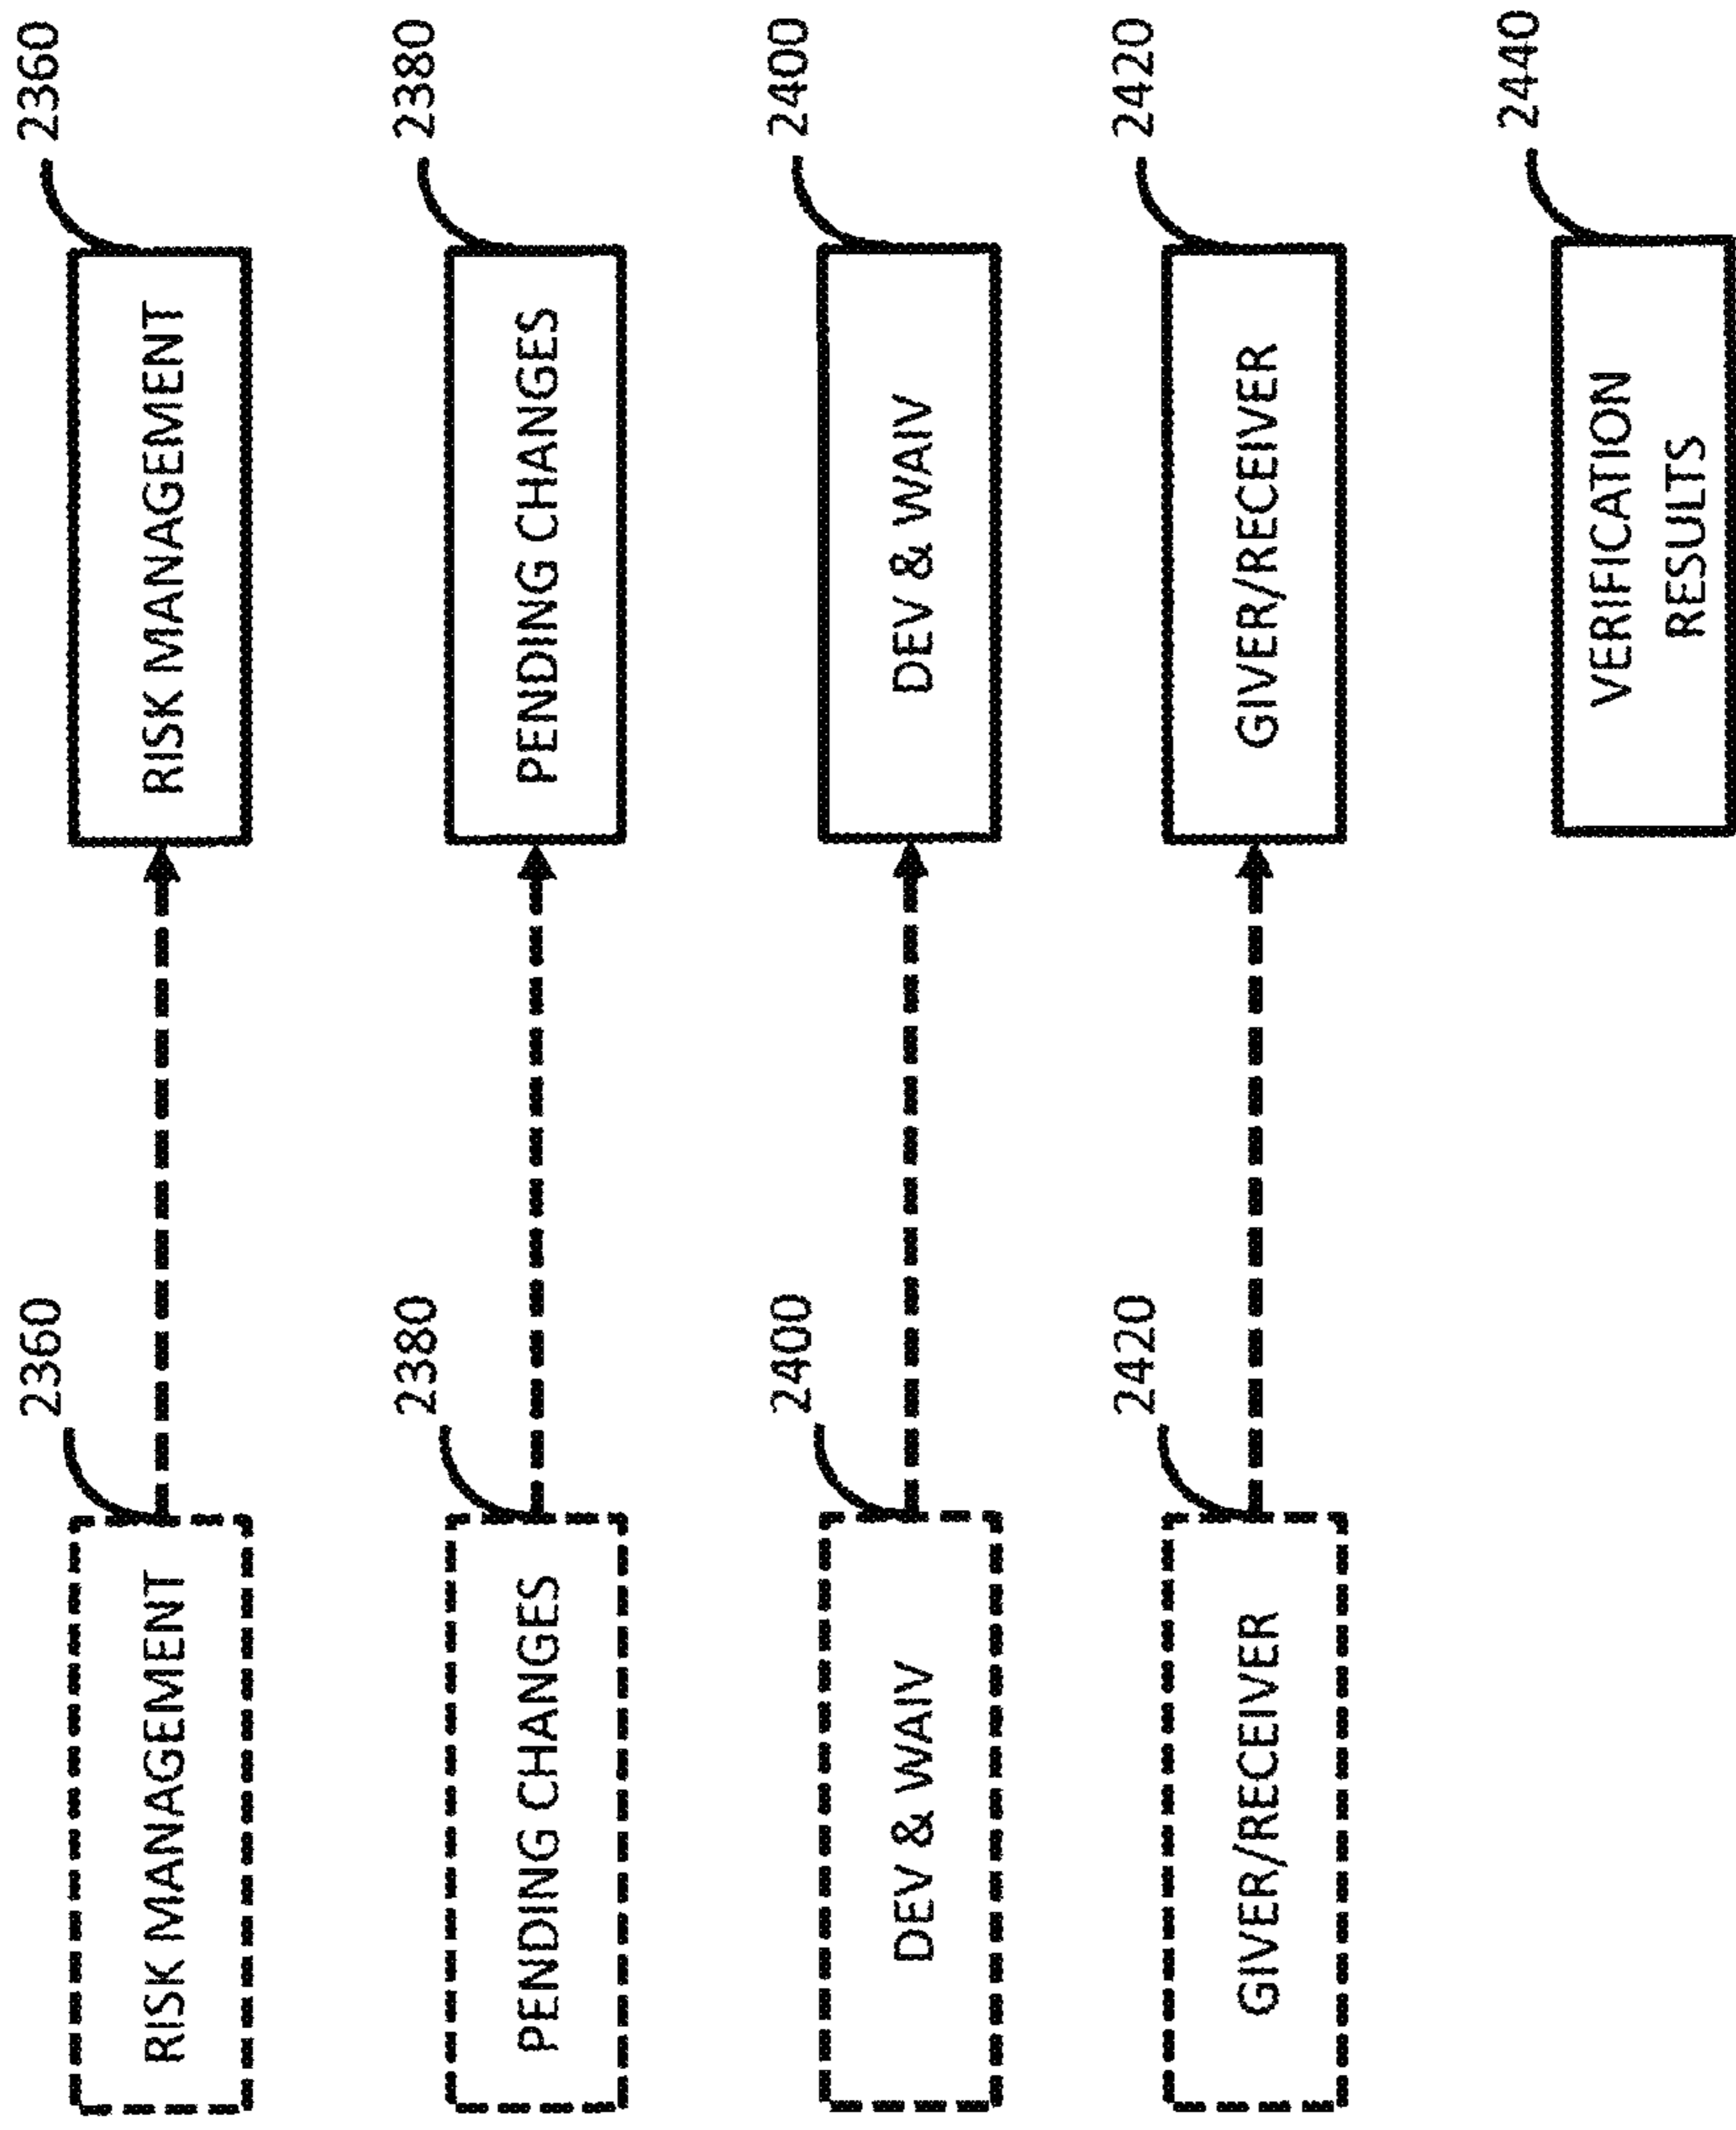 2360
2360
RISK MANAGEMENT
RISK MANAGEMENT
2380
2380
PENDING CHANGES
PENDING CHANGES
2400
2400
DEV & WAIV
DEV & WAIV
2420
2420
GIVER/RECEIVER
GIVER/RECEIVER
2440
VERIFICATION
RESULTS